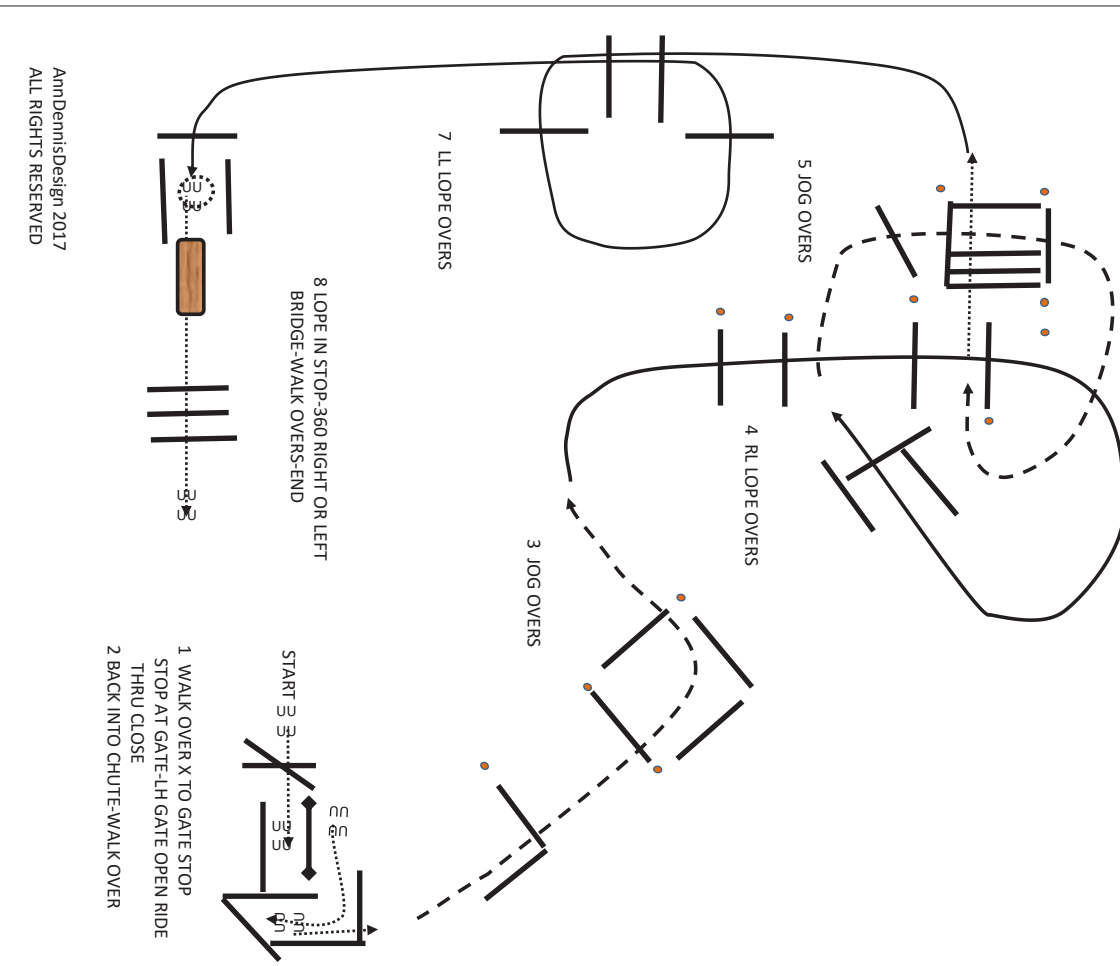 START
1 WALK OVER X TO GATE STOP
STOP AT GATE-LH GATE OPEN RIDE
THRU CLOSE
2 BACK INTO CHUTE-WALK OVER
3 JOG OVERS
4 RL LOPE OVERS
5 JOG OVERS
7 LL LOPE OVERS
8 LOPE IN STOP-360 RIGHT OR LEFT
BRIDGE-WALK OVERS-END
AnnDennisDesign 2017
ALL RIGHTS RESERVED